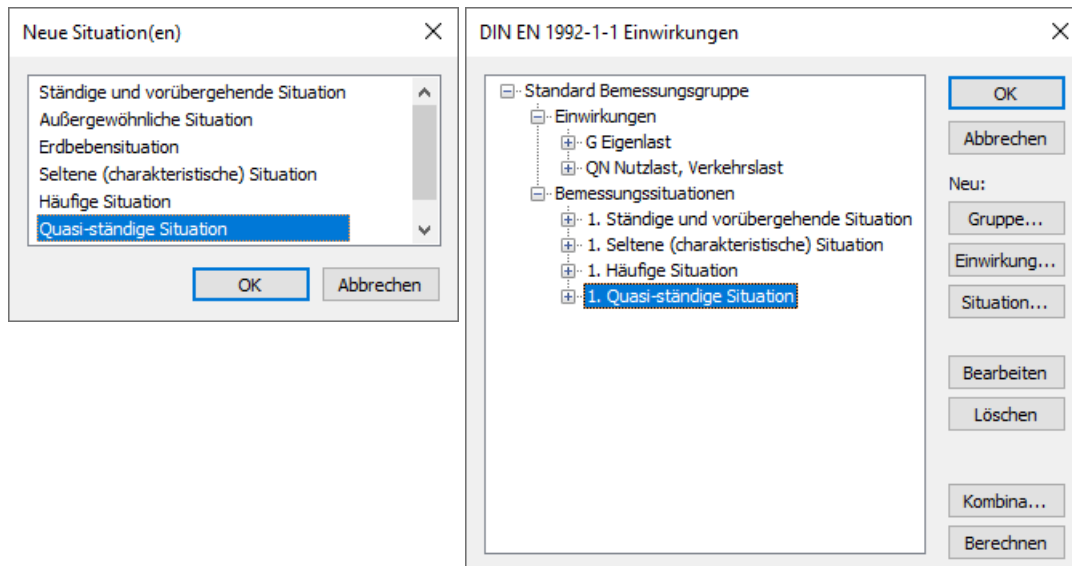 Neue Situation(en)
Ständige und vorübergehende Situation
Außergewöhnliche Situation
Erdbebensituation
Seltene (charakteristische) Situation
Häufige Situation
Quasi-ständige Situation
OK
Abbrechen
DIN EN 1992-1-1 Einwirkungen
Standard Bemessungsgruppe
Einwirkungen
G Eigenlast
QN Nutzlast, Verkehrslast
Bemessungssituationen
1. Ständige und vorübergehende Situation
1. Seltene (charakteristische) Situation
1. Häufige Situation
1. Quasi-ständige Situation
OK
Abbrechen
Neu:
Gruppe...
Einwirkung...
Situation...
Bearbeiten
Löschen
Kombina...
Berechnen